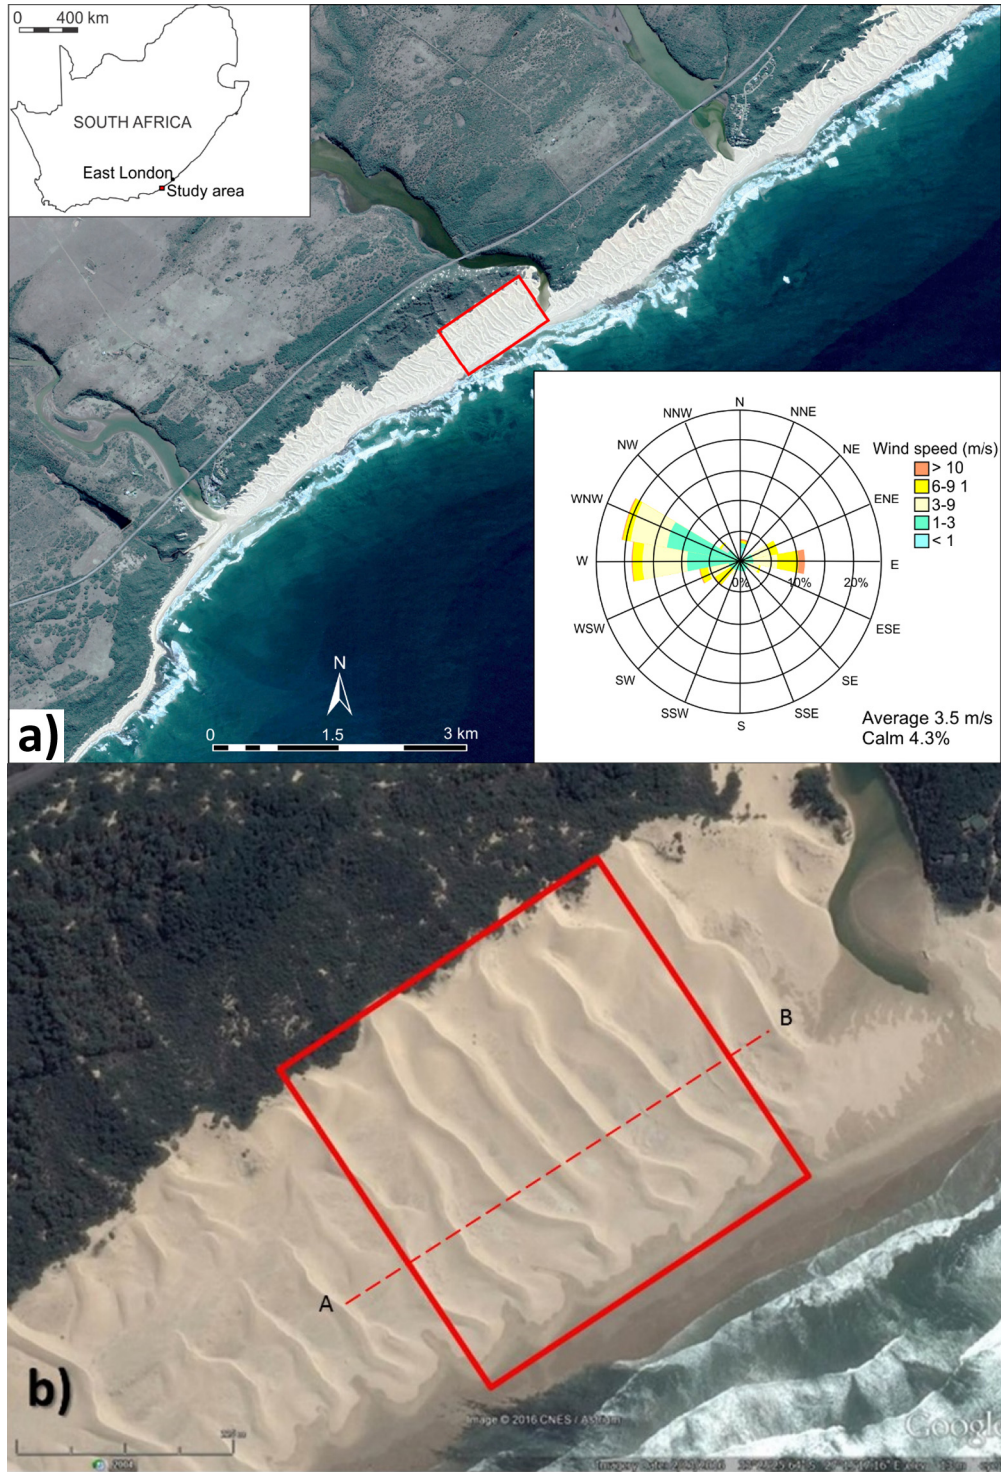 0 400 km
SOUTH AFRICA
East London
Study area
N
NNW
NNE
NW
NE
WNW
ENE
W
E
WSW
ESE
SW
SE
SSW
SSE
S
0%
10%
20%
Wind speed (m/s)
> 10
6-9 1
3-9
1-3
< 1
Average 3.5 m/s
Calm 4.3%
N
0 1.5 3 km
a)
B
A
b)
Image © 2016 CNES / Astrium
Google
2004